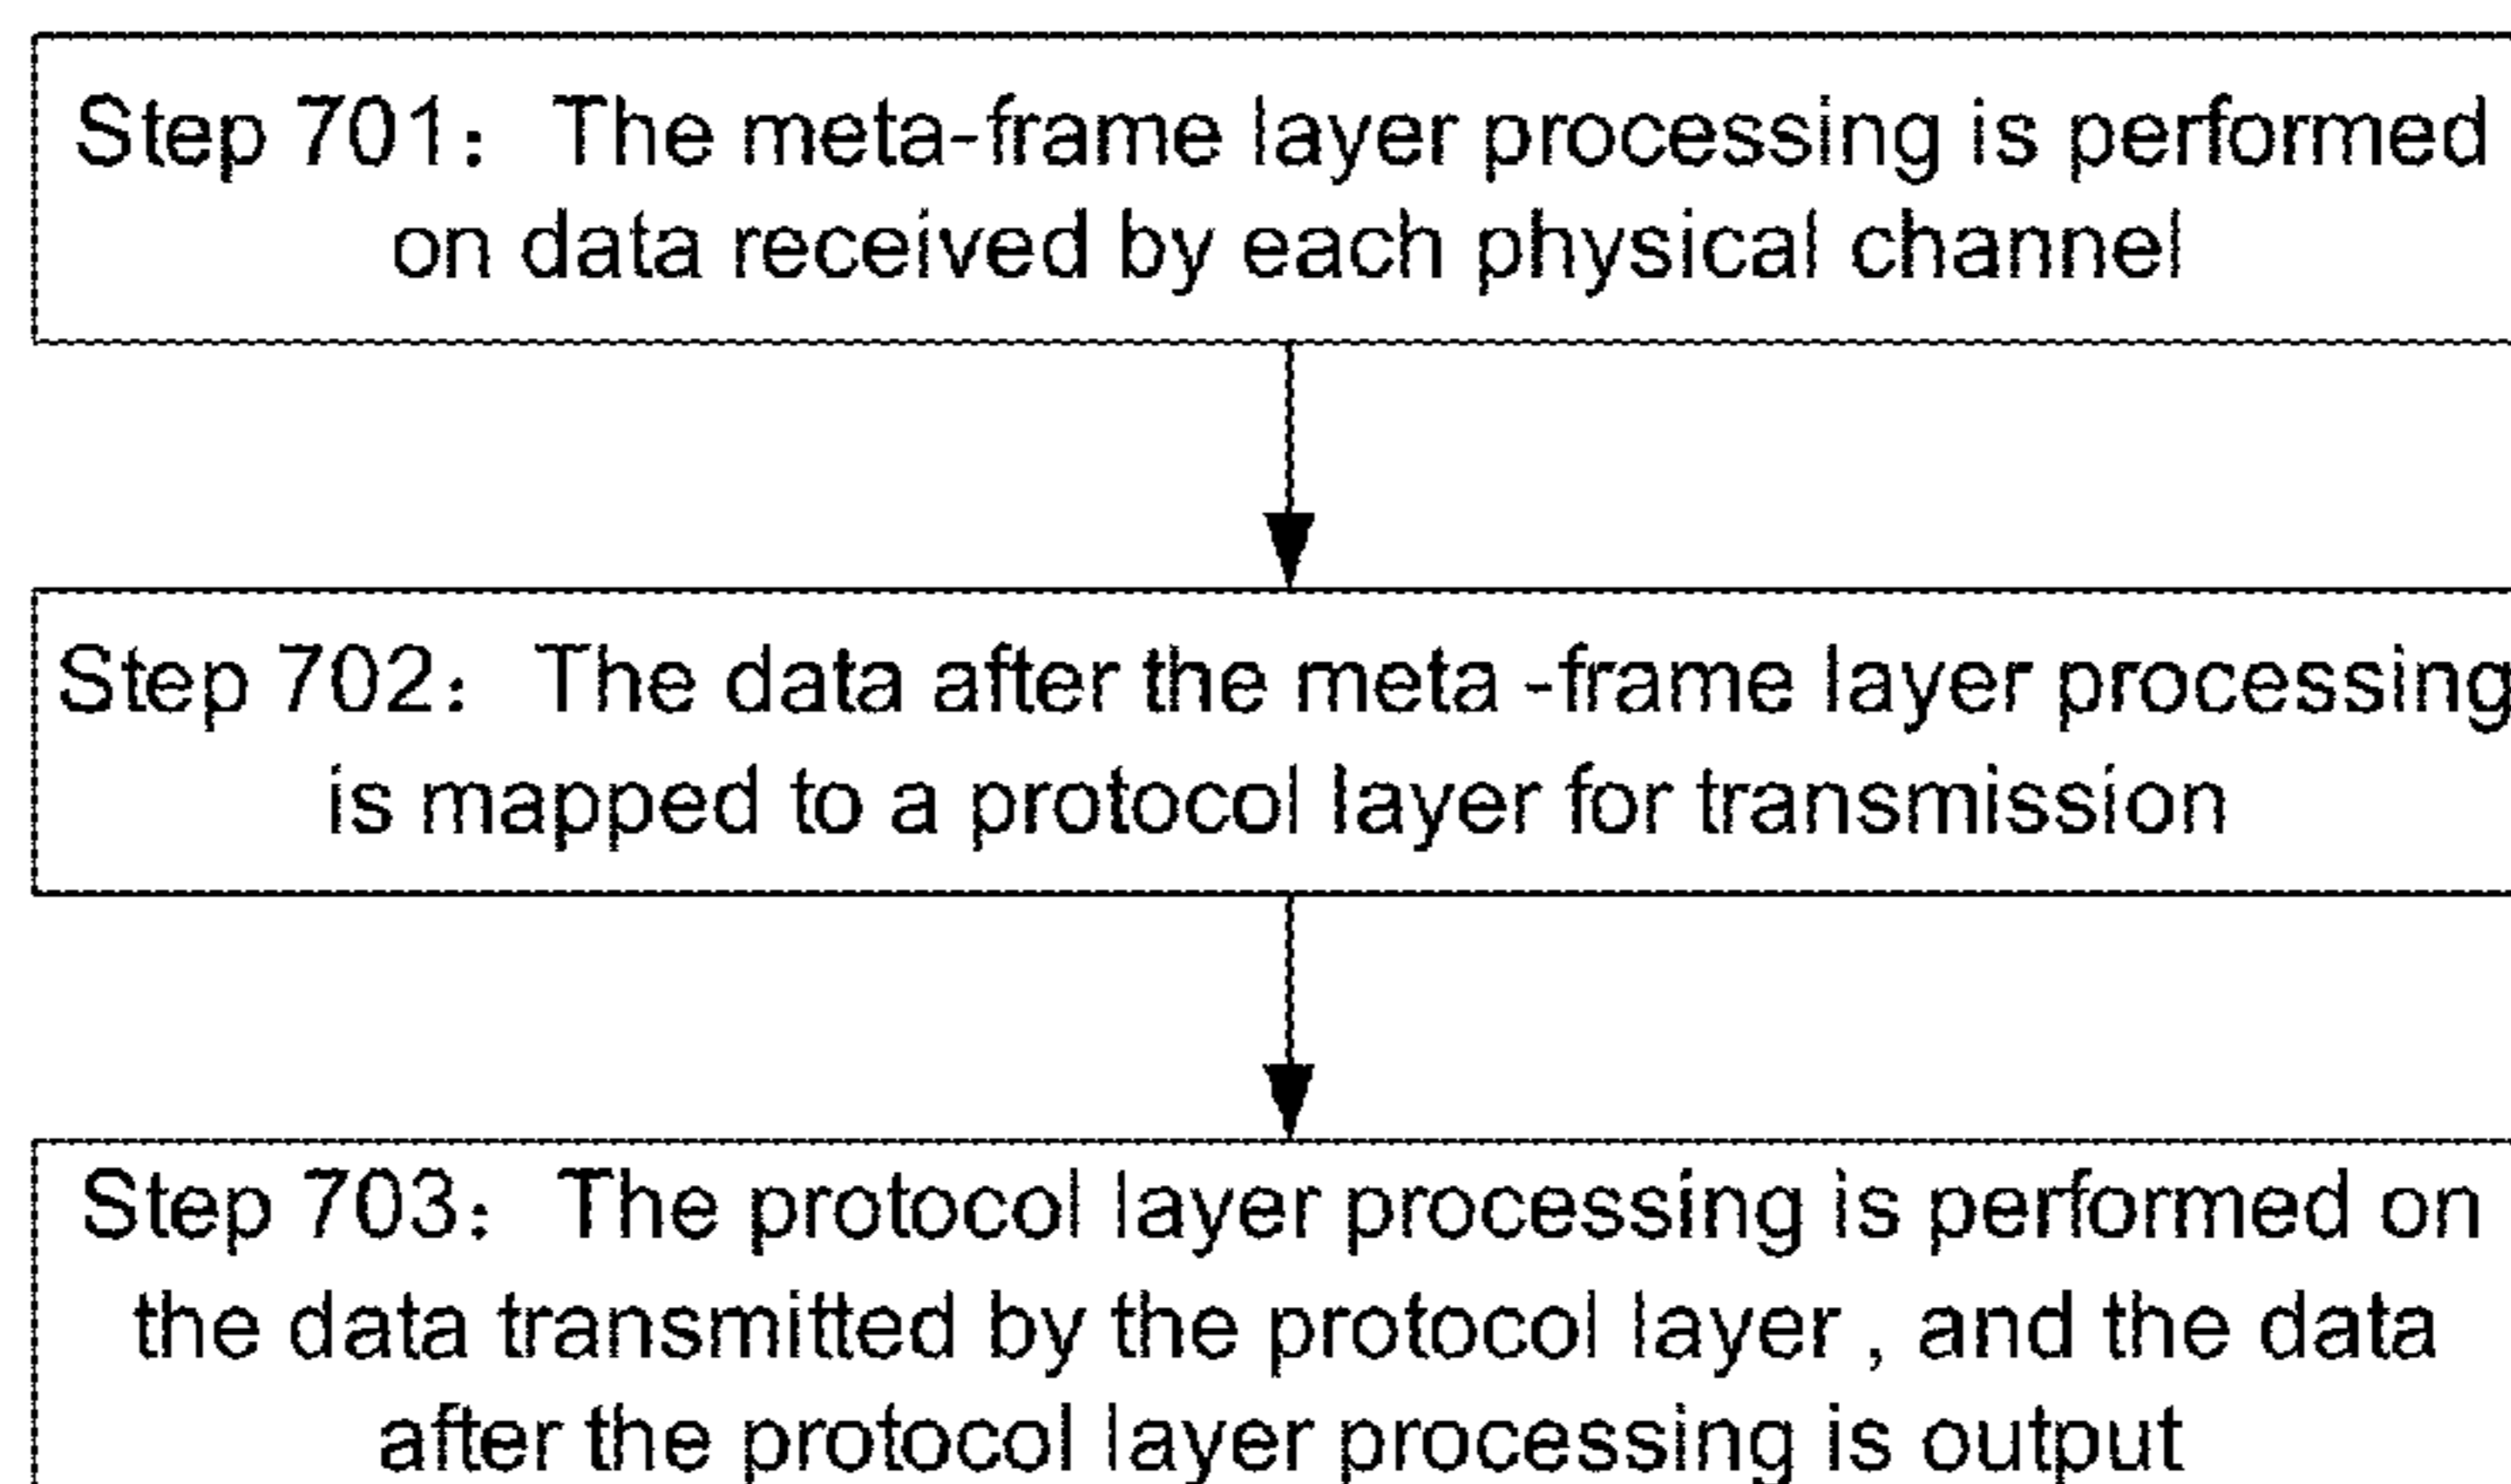 Step 701： The meta-frame layer processing is performed
on data received by each physical channel
Step 702： The data after the meta -frame layer processing
is mapped to a protocol layer for transmission
Step 703： The protocol layer processing is performed on
the data transmitted by the protocol layer , and the data
after the protocol layer processing is output